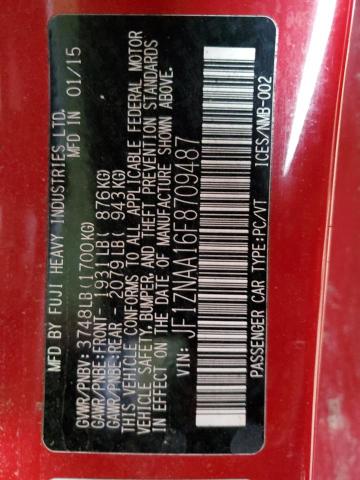 MFD BY FUJI HEAVY INDUSTRIES LTD.
MFD IN 01/15
GVWR/PNBV: 3748LB(1700KG)
GAWR/PNBE:FRONT-1931LB( 876KG)
GAWR/PNBE:REAR-2079LB( 943KG)
THIS VEHICLE CONFORMS TO ALL APPLICABLE FEDERAL MOTOR
VEHICLE SAFETY,BUMPER,AND THEFT PREVENTION STANDARDS
IN EFFECT ON THE DATE OF MANUFACTURE SHOWN ABOVE.
VIN: JF1ZNAA16F8709487
PASSENGER CAR /TYPE:PC/VT ICES/NMB-002